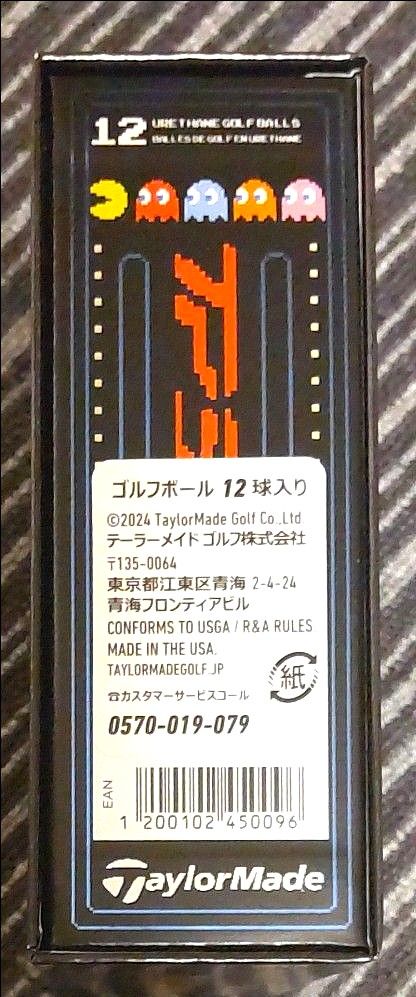 12 URETHANE GOLF BALLS
BALLES DE GOLF EN URETHANE
ゴルフボール 12 球入り
©2024 TaylorMade Golf Co.,Ltd
テーラーメイド ゴルフ株式会社
〒135-0064
東京都江東区青海 2-4-24
青海フロンティアビル
CONFORMS TO USGA / R&A RULES
MADE IN THE USA.
TAYLORMADEGOLF.JP
紙
☎カスタマーサービスコール
0570-019-079
EAN
1 200102 450096
TaylorMade